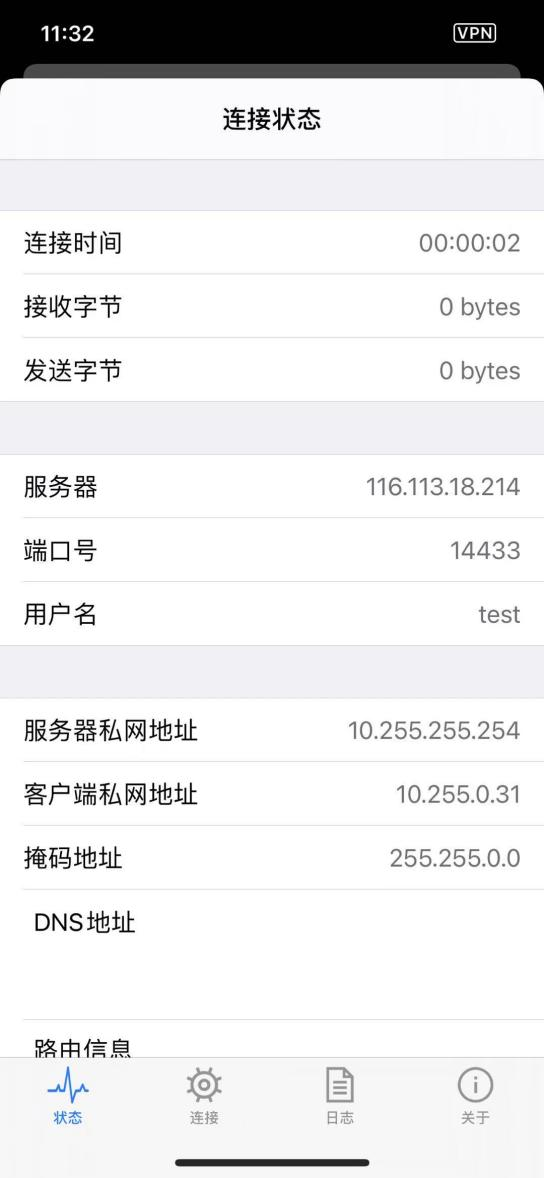 11:32
VPN
连接状态
连接时间 00:00:02
接收字节 0 bytes
发送字节 0 bytes
服务器 116.113.18.214
端口号 14433
用户名 test
服务器私网地址 10.255.255.254
客户端私网地址 10.255.0.31
掩码地址 255.255.0.0
DNS地址
路由信息
状态 连接 日志 关于